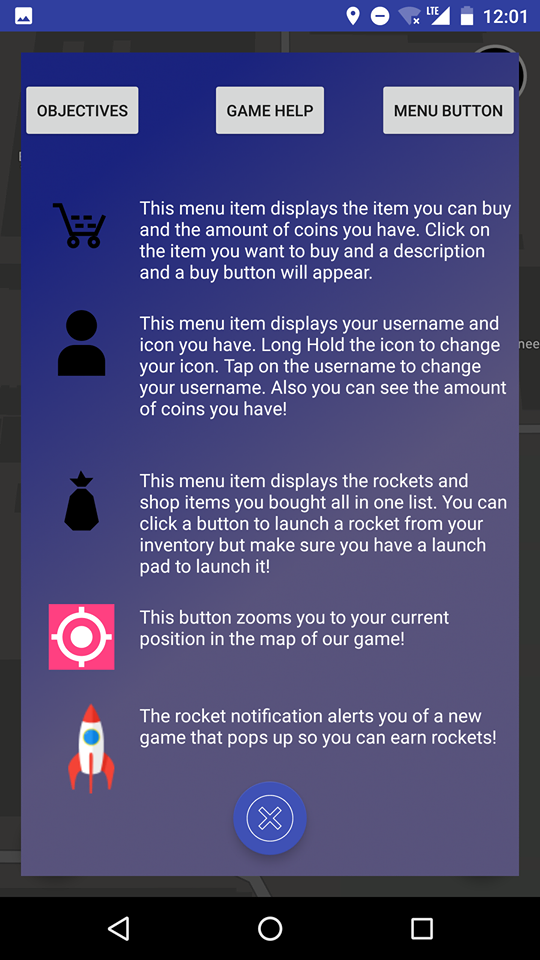 LTE 12:01
OBJECTIVES GAME HELP MENU BUTTON
This menu item displays the item you can buy
and the amount of coins you have. Click on
the item you want to buy and a description
and a buy button will appear.
This menu item displays your username and
icon you have. Long Hold the icon to change
your icon. Tap on the username to change
your username. Also you can see the amount
of coins you have!
This menu item displays the rockets and
shop items you bought all in one list. You can
click a button to launch a rocket from your
inventory but make sure you have a launch
pad to launch it!
This button zooms you to your current
position in the map of our game!
The rocket notification alerts you of a new
game that pops up so you can earn rockets!